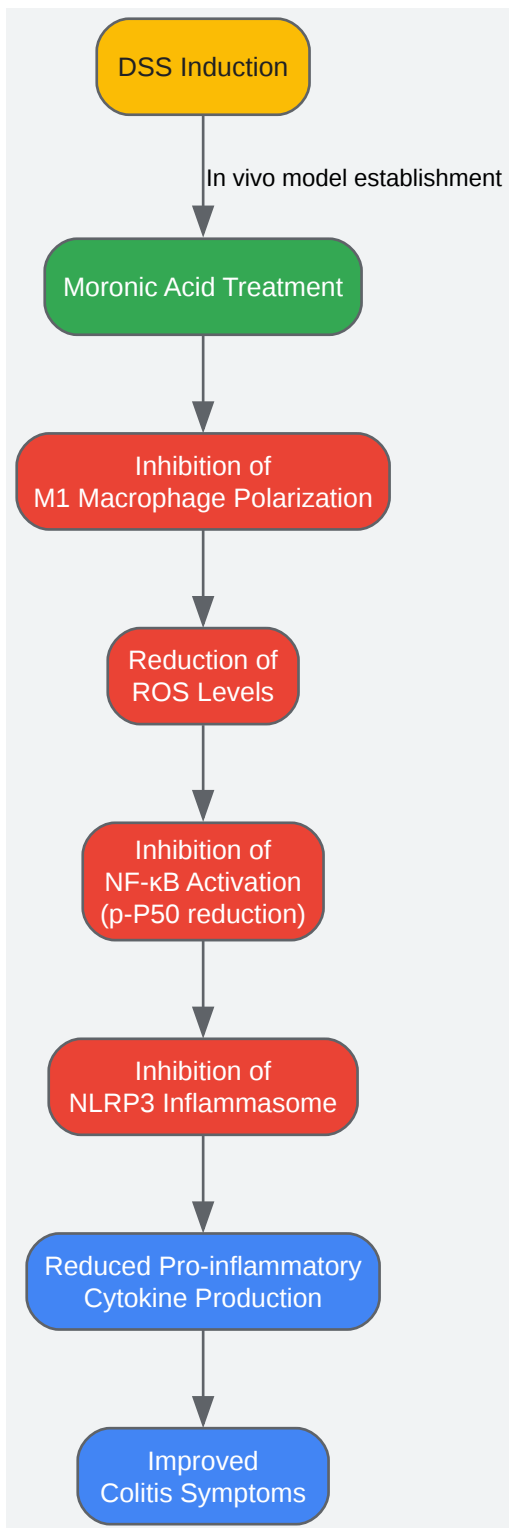 DSS Induction
In vivo model establishment
Moronic Acid Treatment
Inhibition of
M1 Macrophage Polarization
Reduction of
ROS Levels
Inhibition of
NF-κB Activation
(p-P50 reduction)
Inhibition of
NLRP3 Inflammasome
Reduced Pro-inflammatory
Cytokine Production
Improved
Colitis Symptoms